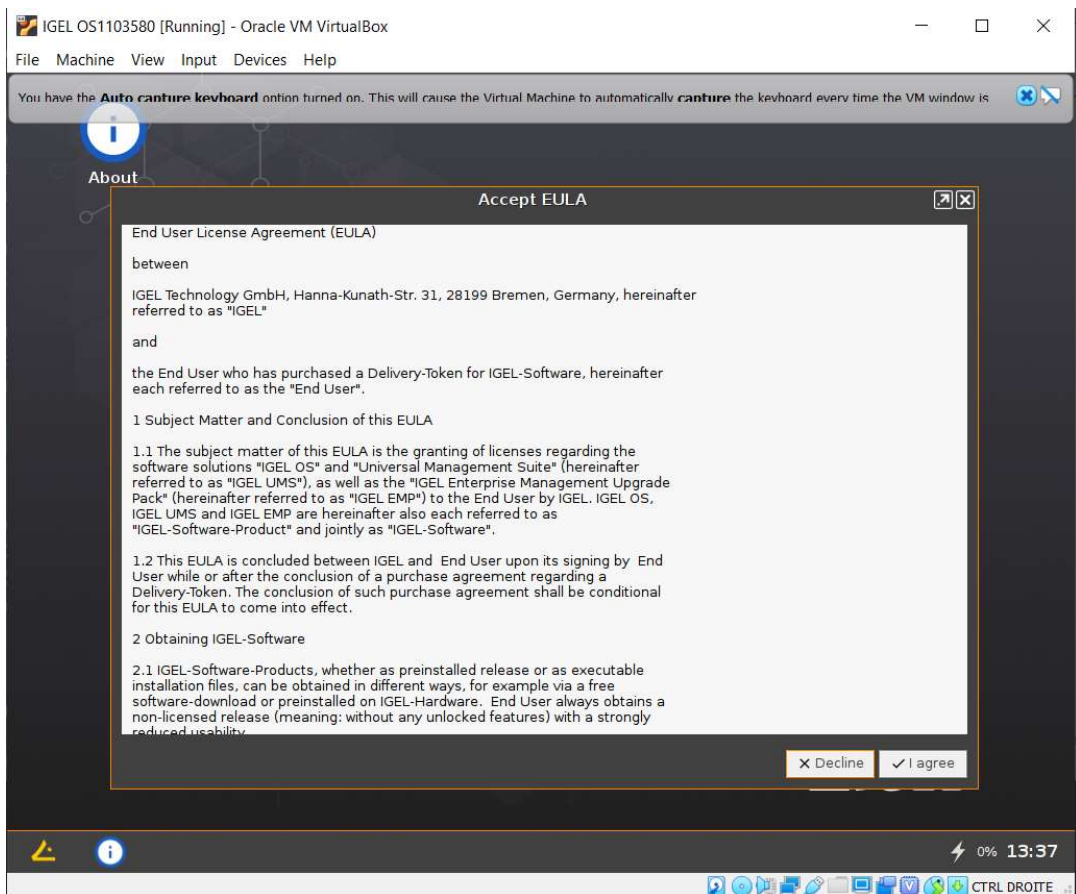 IGEL OS1103580 [Running] - Oracle VM VirtualBox
File Machine View Input Devices Help
You have the Auto capture keyboard option turned on. This will cause the Virtual Machine to automatically capture the keyboard every time the VM window is
About
Accept EULA
End User License Agreement (EULA)
between
IGEL Technology GmbH, Hanna-Kunath-Str. 31, 28199 Bremen, Germany, hereinafter
referred to as "IGEL"
and
the End User who has purchased a Delivery-Token for IGEL-Software, hereinafter
each referred to as the "End User".
1 Subject Matter and Conclusion of this EULA
1.1 The subject matter of this EULA is the granting of licenses regarding the
software solutions "IGEL OS" and "Universal Management Suite" (hereinafter
referred to as "IGEL UMS"), as well as the "IGEL Enterprise Management Upgrade
Pack" (hereinafter referred to as "IGEL EMP") to the End User by IGEL. IGEL OS,
IGEL UMS and IGEL EMP are hereinafter also each referred to as
"IGEL-Software-Product" and jointly as "IGEL-Software".
1.2 This EULA is concluded between IGEL and  End User upon its signing by  End
User while or after the conclusion of a purchase agreement regarding a
Delivery-Token. The conclusion of such purchase agreement shall be conditional
for this EULA to come into effect.
2 Obtaining IGEL-Software
2.1 IGEL-Software-Products, whether as preinstalled release or as executable
installation files, can be obtained in different ways, for example via a free
software-download or preinstalled on IGEL-Hardware.  End User always obtains a
non-licensed release (meaning: without any unlocked features) with a strongly
reduced usability
Decline
I agree
0% 13:37
CTRL DROITE